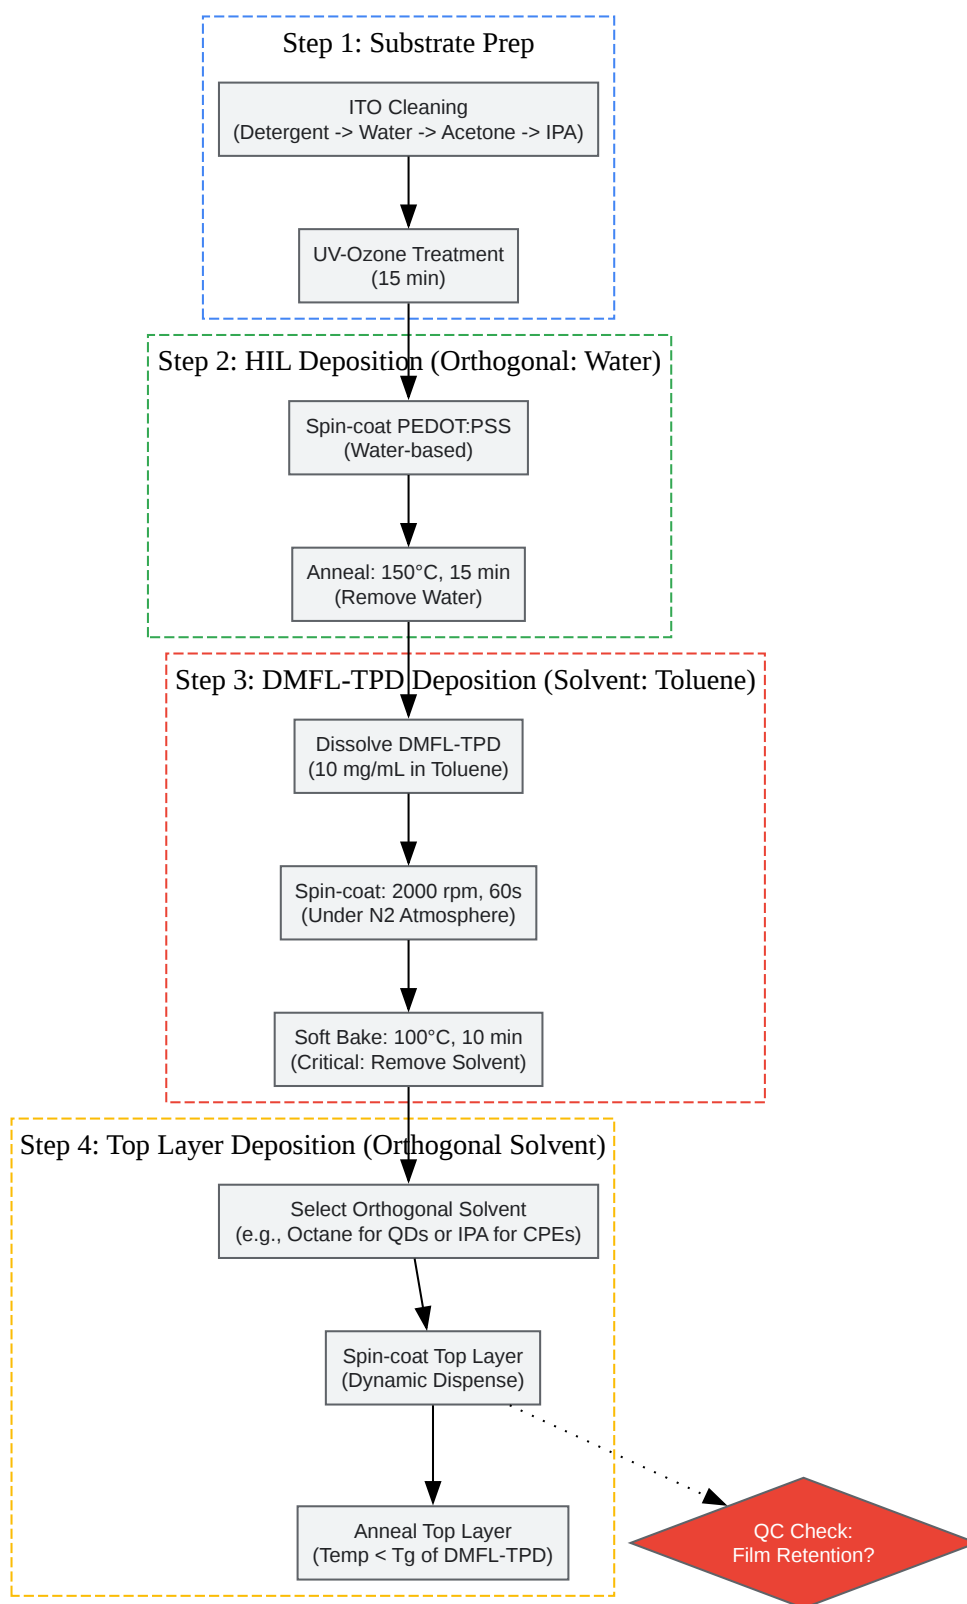 Step 1: Substrate Prep
ITO Cleaning
(Detergent -> Water -> Acetone -> IPA)
UV-Ozone Treatment
(15 min)
Step 2: HIL Deposition (Orthogonal: Water)
Spin-coat PEDOT:PSS
(Water-based)
Anneal: 150°C, 15 min
(Remove Water)
Step 3: DMFL-TPD Deposition (Solvent: Toluene)
Dissolve DMFL-TPD
(10 mg/mL in Toluene)
Spin-coat: 2000 rpm, 60s
(Under N2 Atmosphere)
Soft Bake: 100°C, 10 min
(Critical: Remove Solvent)
Step 4: Top Layer Deposition (Orthogonal Solvent)
Select Orthogonal Solvent
(e.g., Octane for QDs or IPA for CPEs)
Spin-coat Top Layer
(Dynamic Dispense)
Anneal Top Layer
(Temp < Tg of DMFL-TPD)
QC Check:
Film Retention?